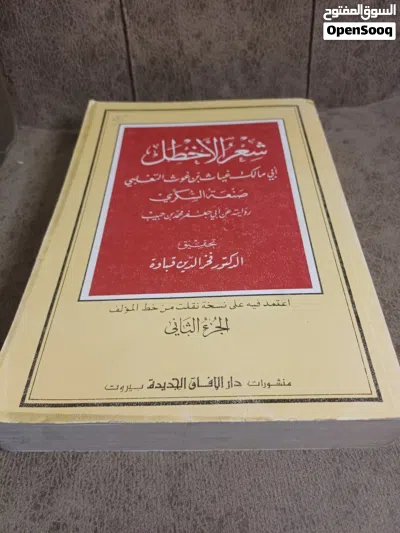 السوق المفتوح
OpenSooq
شعر الأخطل
أبي مالك غياث بن غوث التغلبي
صنعة السكري
روايته عن أبي جعفر محمد بن حبيب
تحقيق
الدكتور فخر الدين قباوة
اعتمد فيه على نسخة نقلت من خط المؤلف
الجزء الثاني
منشورات دار الآفاق الجديدة بيروت